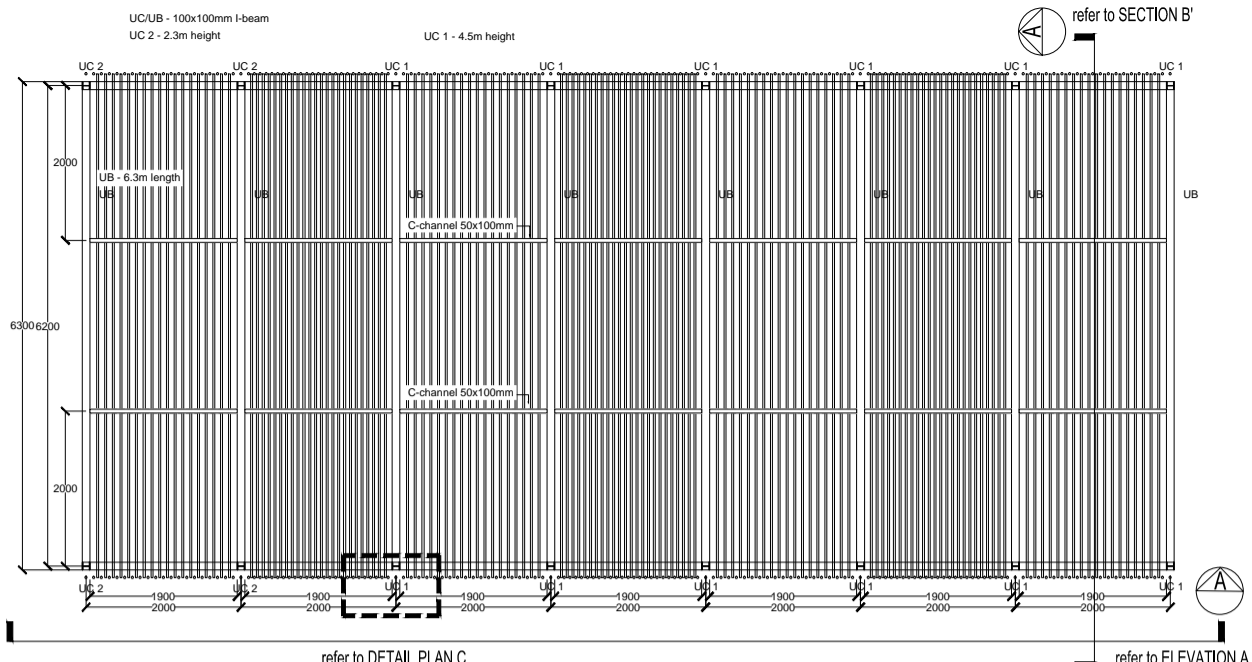 UC/UB - 100x100mm I-beam
UC 2 - 2.3m height
UC 1 - 4.5m height
refer to SECTION B'
A
UC 2
UC 2
UC 1
UC 1
UC 1
UC 1
UC 1
UC 1
2000
UB - 6.3m length
UB
UB
UB
UB
UB
UB
UB
UB
C-channel 50x100mm
6300
6200
C-channel 50x100mm
2000
UC 2
UC 2
UC 1
UC 1
UC 1
UC 1
UC 1
UC 1
A
1900
1900
1900
1900
1900
1900
1900
2000
2000
2000
2000
2000
2000
2000
refer to DETAIL PLAN C
refer to ELEVATION A